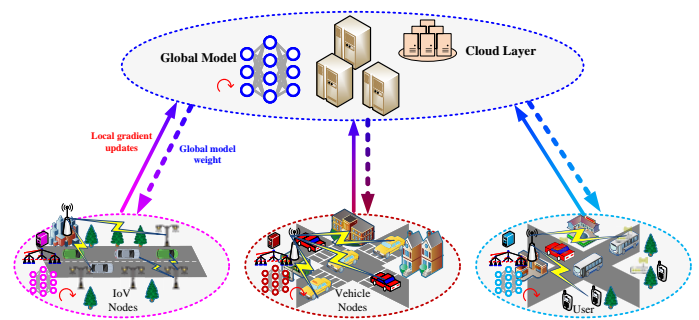 Global Model
Cloud Layer
Local gradient
updates
Global model
weight
IoV
Nodes
Vehicle
Nodes
User